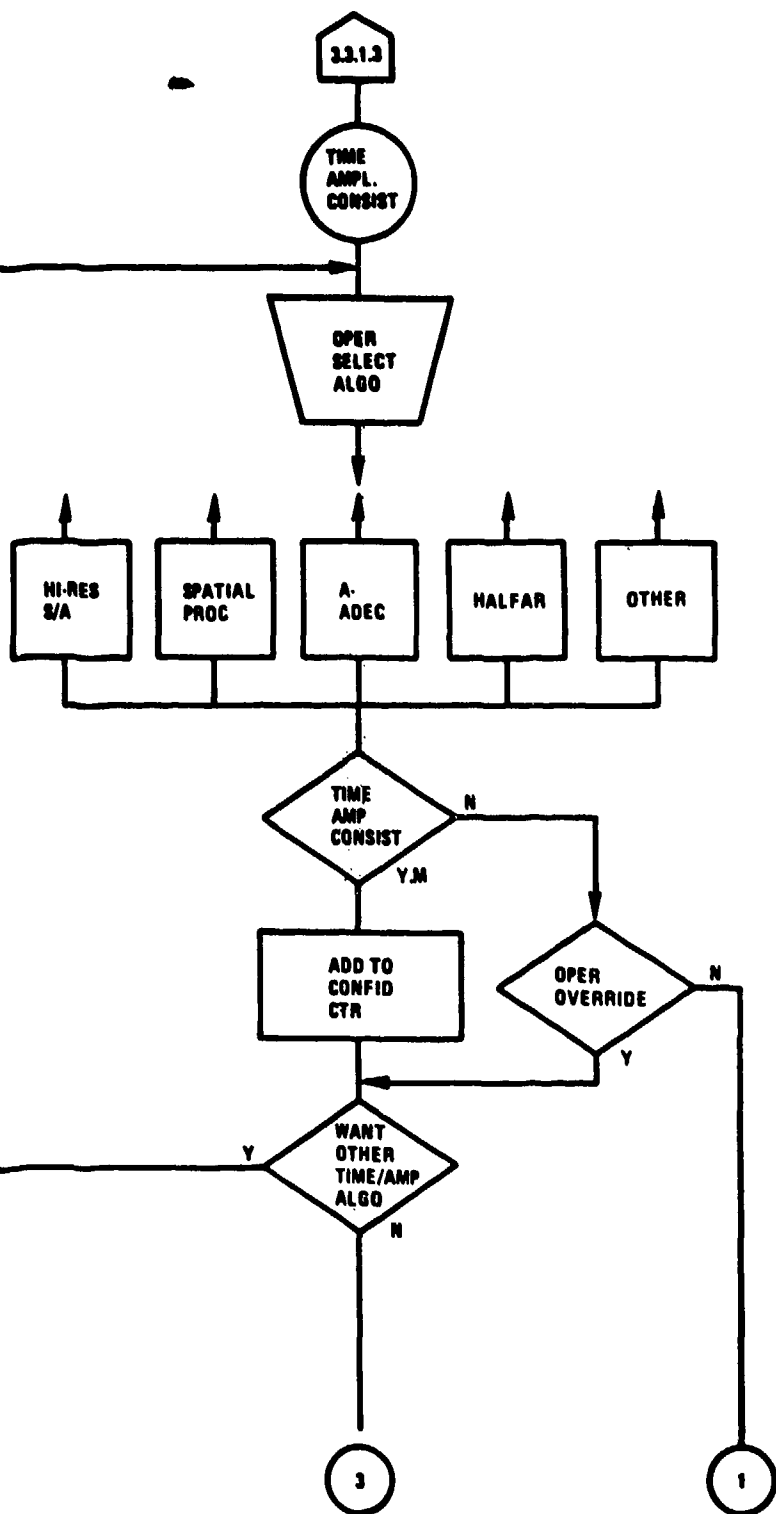 3.3.1.3
TIME
AMPL.
CONSIST
OPER
SELECT
ALGO
HI-RES
S/A
SPATIAL
PROC
A-
ADEC
HALFAR
OTHER
TIME
AMP
CONSIST
N
Y.M
ADD TO
CONFID
CTR
OPER
OVERRIDE
N
Y
WANT
OTHER
TIME/AMP
ALGO
Y
N
3
1